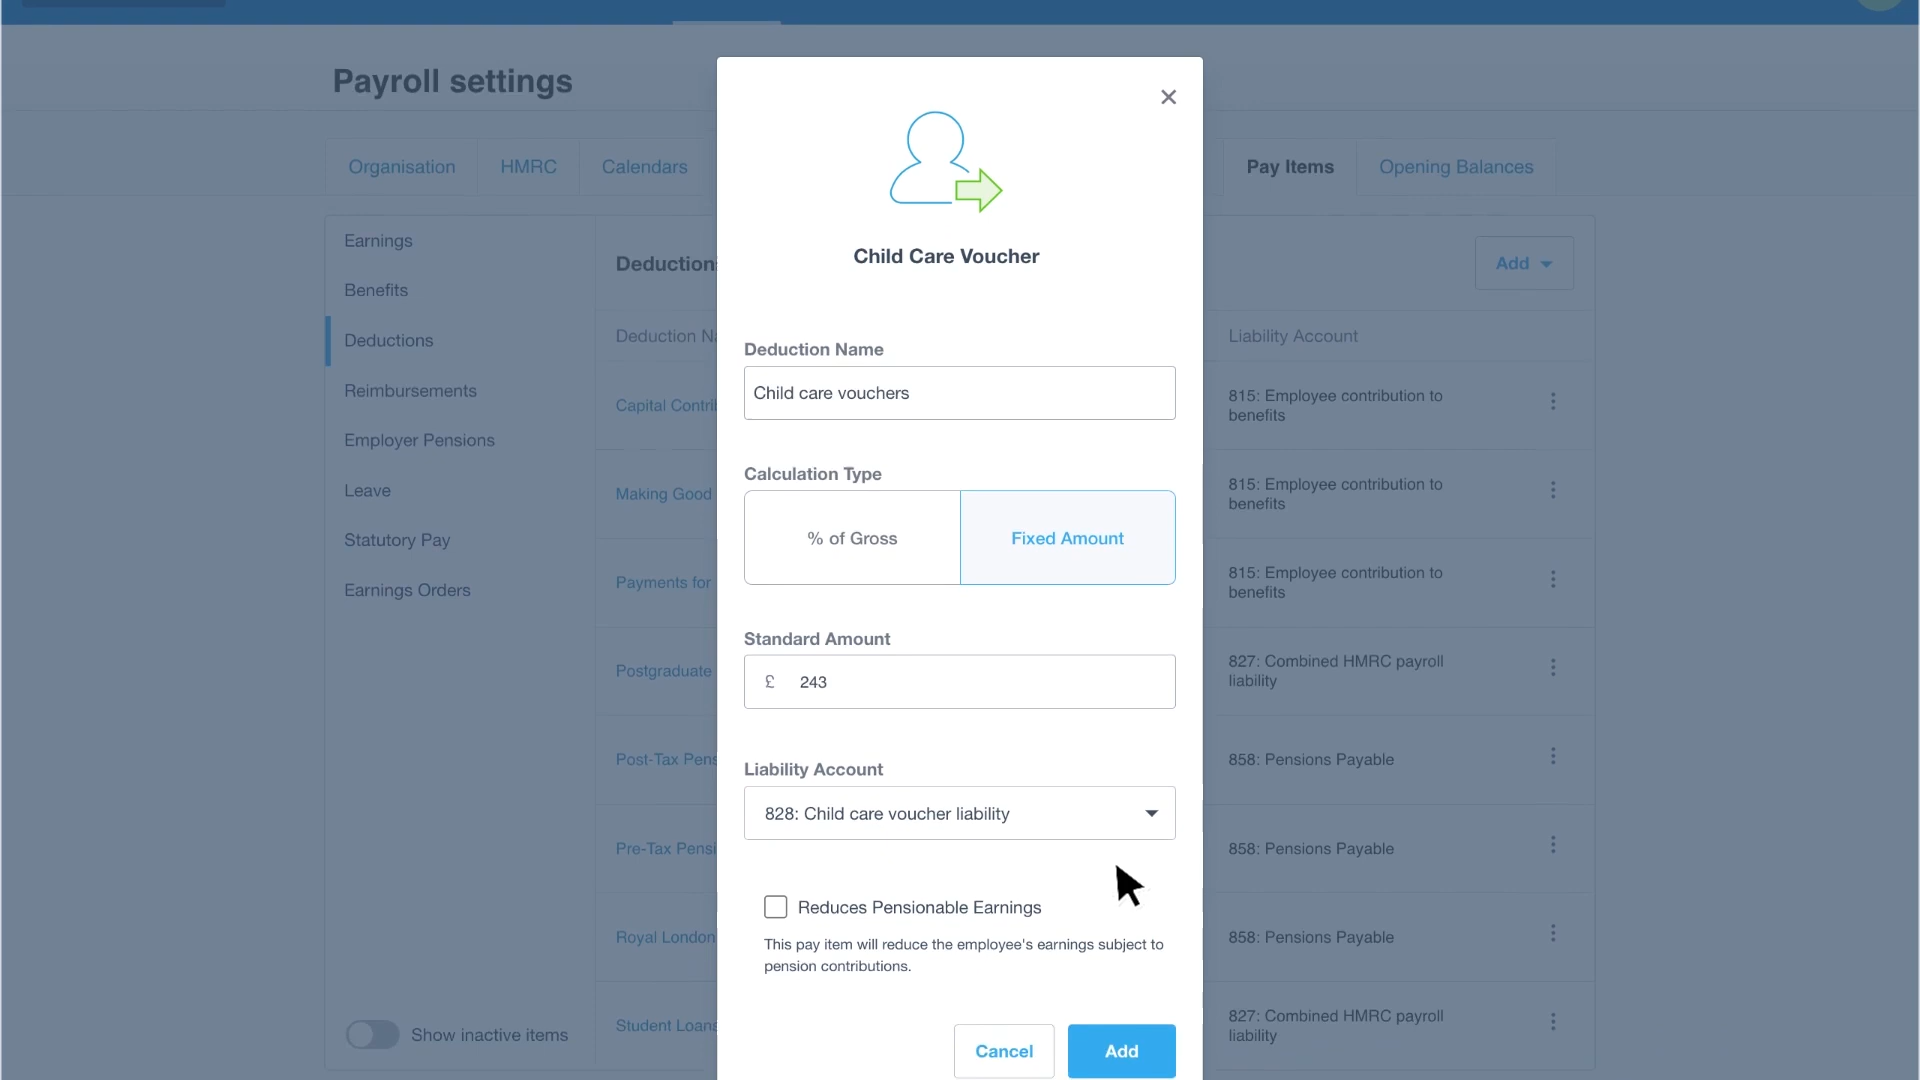 Payroll settings
Organisation
HMRC
Calendars
Pay Items
Opening Balances
Earnings
Benefits
Deductions
Reimbursements
Employer Pensions
Leave
Statutory Pay
Earnings Orders
Show inactive items
Deduction
Add
Deduction
Liability Account
Capital
815: Employee contribution to
benefits
Making Good
815: Employee contribution to
benefits
Payments for
815: Employee contribution to
benefits
Postgraduate
827: Combined HMRC payroll
liability
Post-Tax
858: Pensions Payable
Pre-Tax
858: Pensions Payable
Royal London
858: Pensions Payable
Student
827: Combined HMRC payroll
liability
Child Care Voucher
Deduction Name
Child care vouchers
Calculation Type
% of Gross
Fixed Amount
Standard Amount
£ 243
Liability Account
828: Child care voucher liability
Reduces Pensionable Earnings
This pay item will reduce the employee's earnings subject to
pension contributions.
Cancel
Add